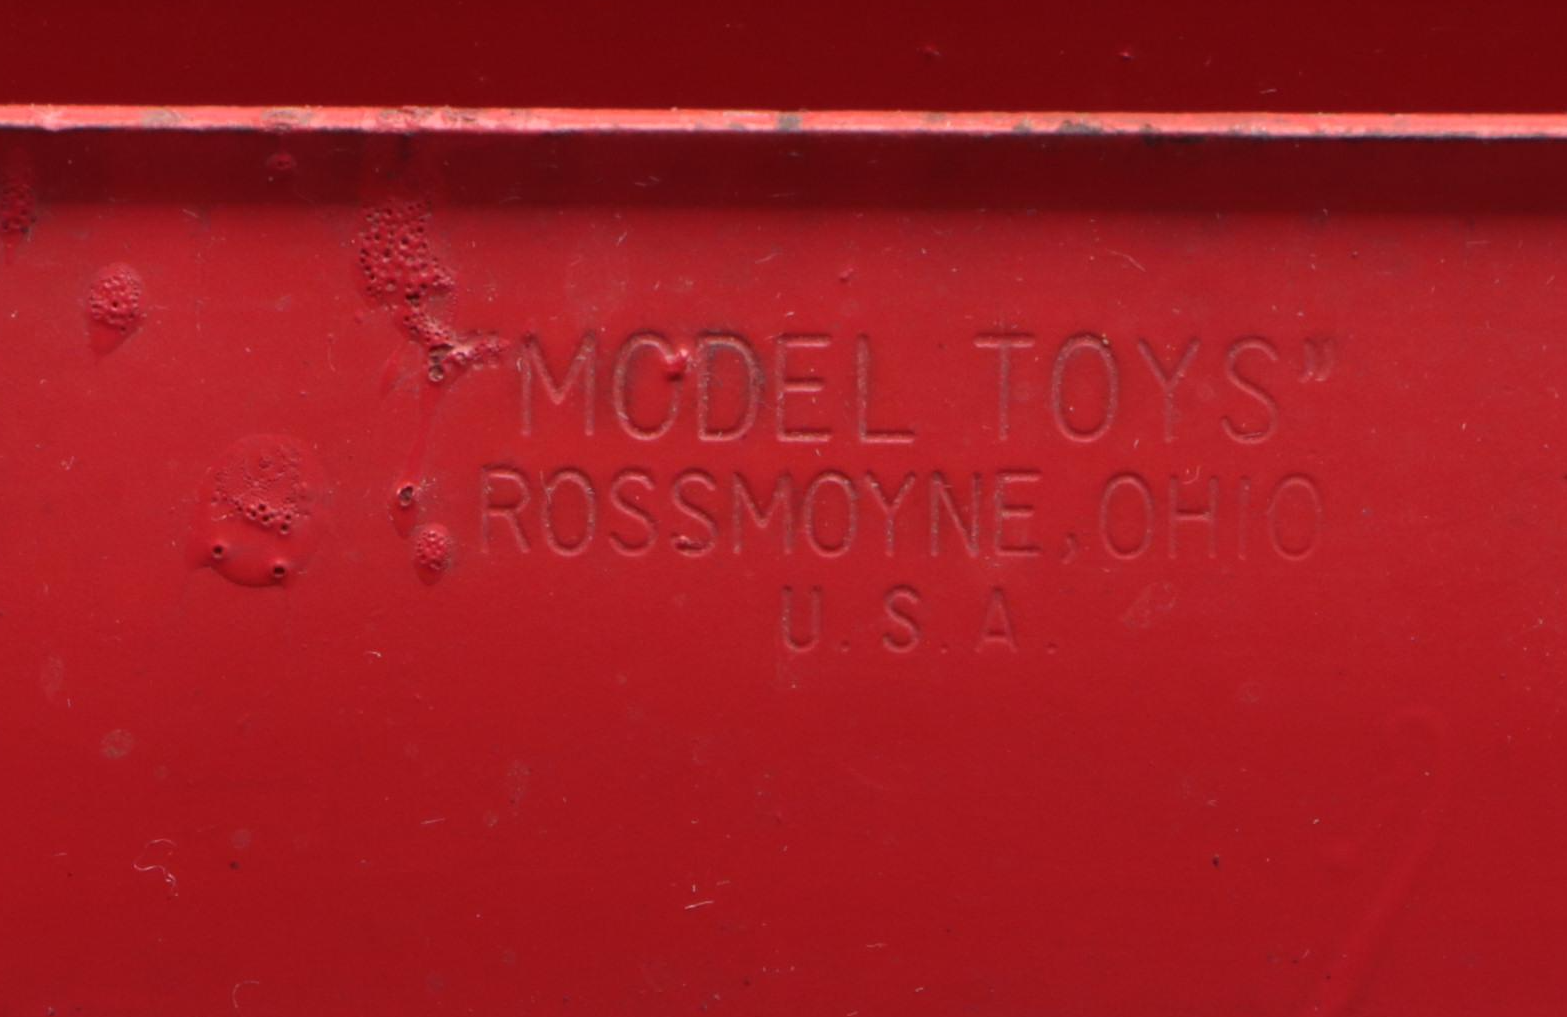 "MODEL TOYS"
ROSSMOYNE, OHIO
U.S.A.